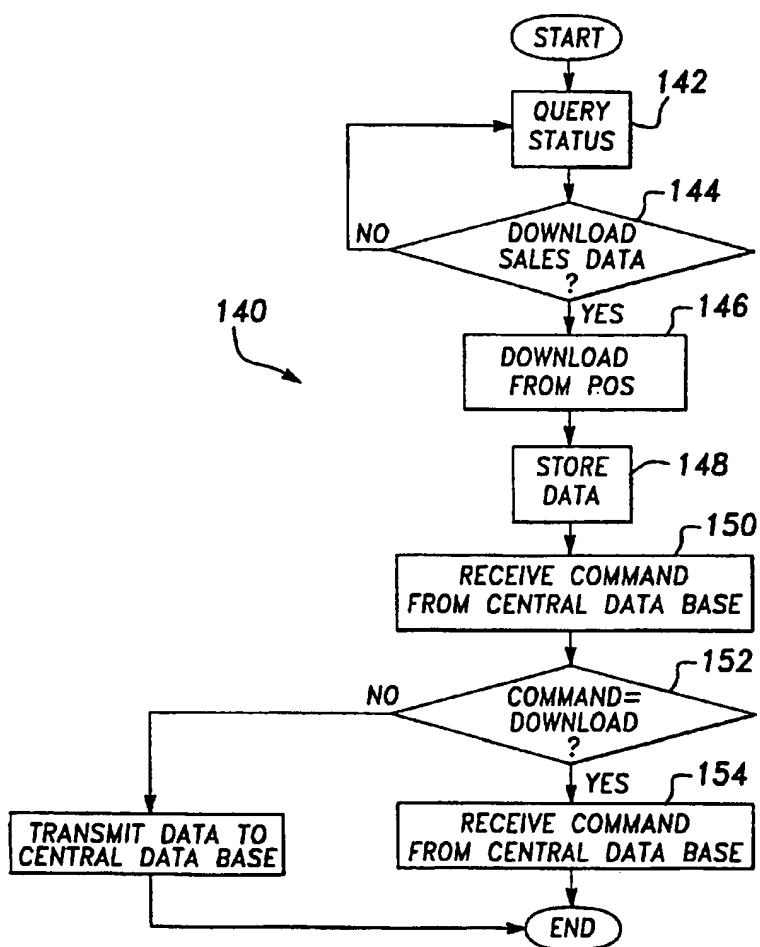 START
142
QUERY
STATUS
144
NO
DOWNLOAD
SALES DATA
?
YES
146
140
DOWNLOAD
FROM POS
STORE
DATA
148
150
RECEIVE COMMAND
FROM CENTRAL DATA BASE
152
NO
COMMAND=
DOWNLOAD
?
YES
154
TRANSMIT DATA TO
CENTRAL DATA BASE
RECEIVE COMMAND
FROM CENTRAL DATA BASE
END